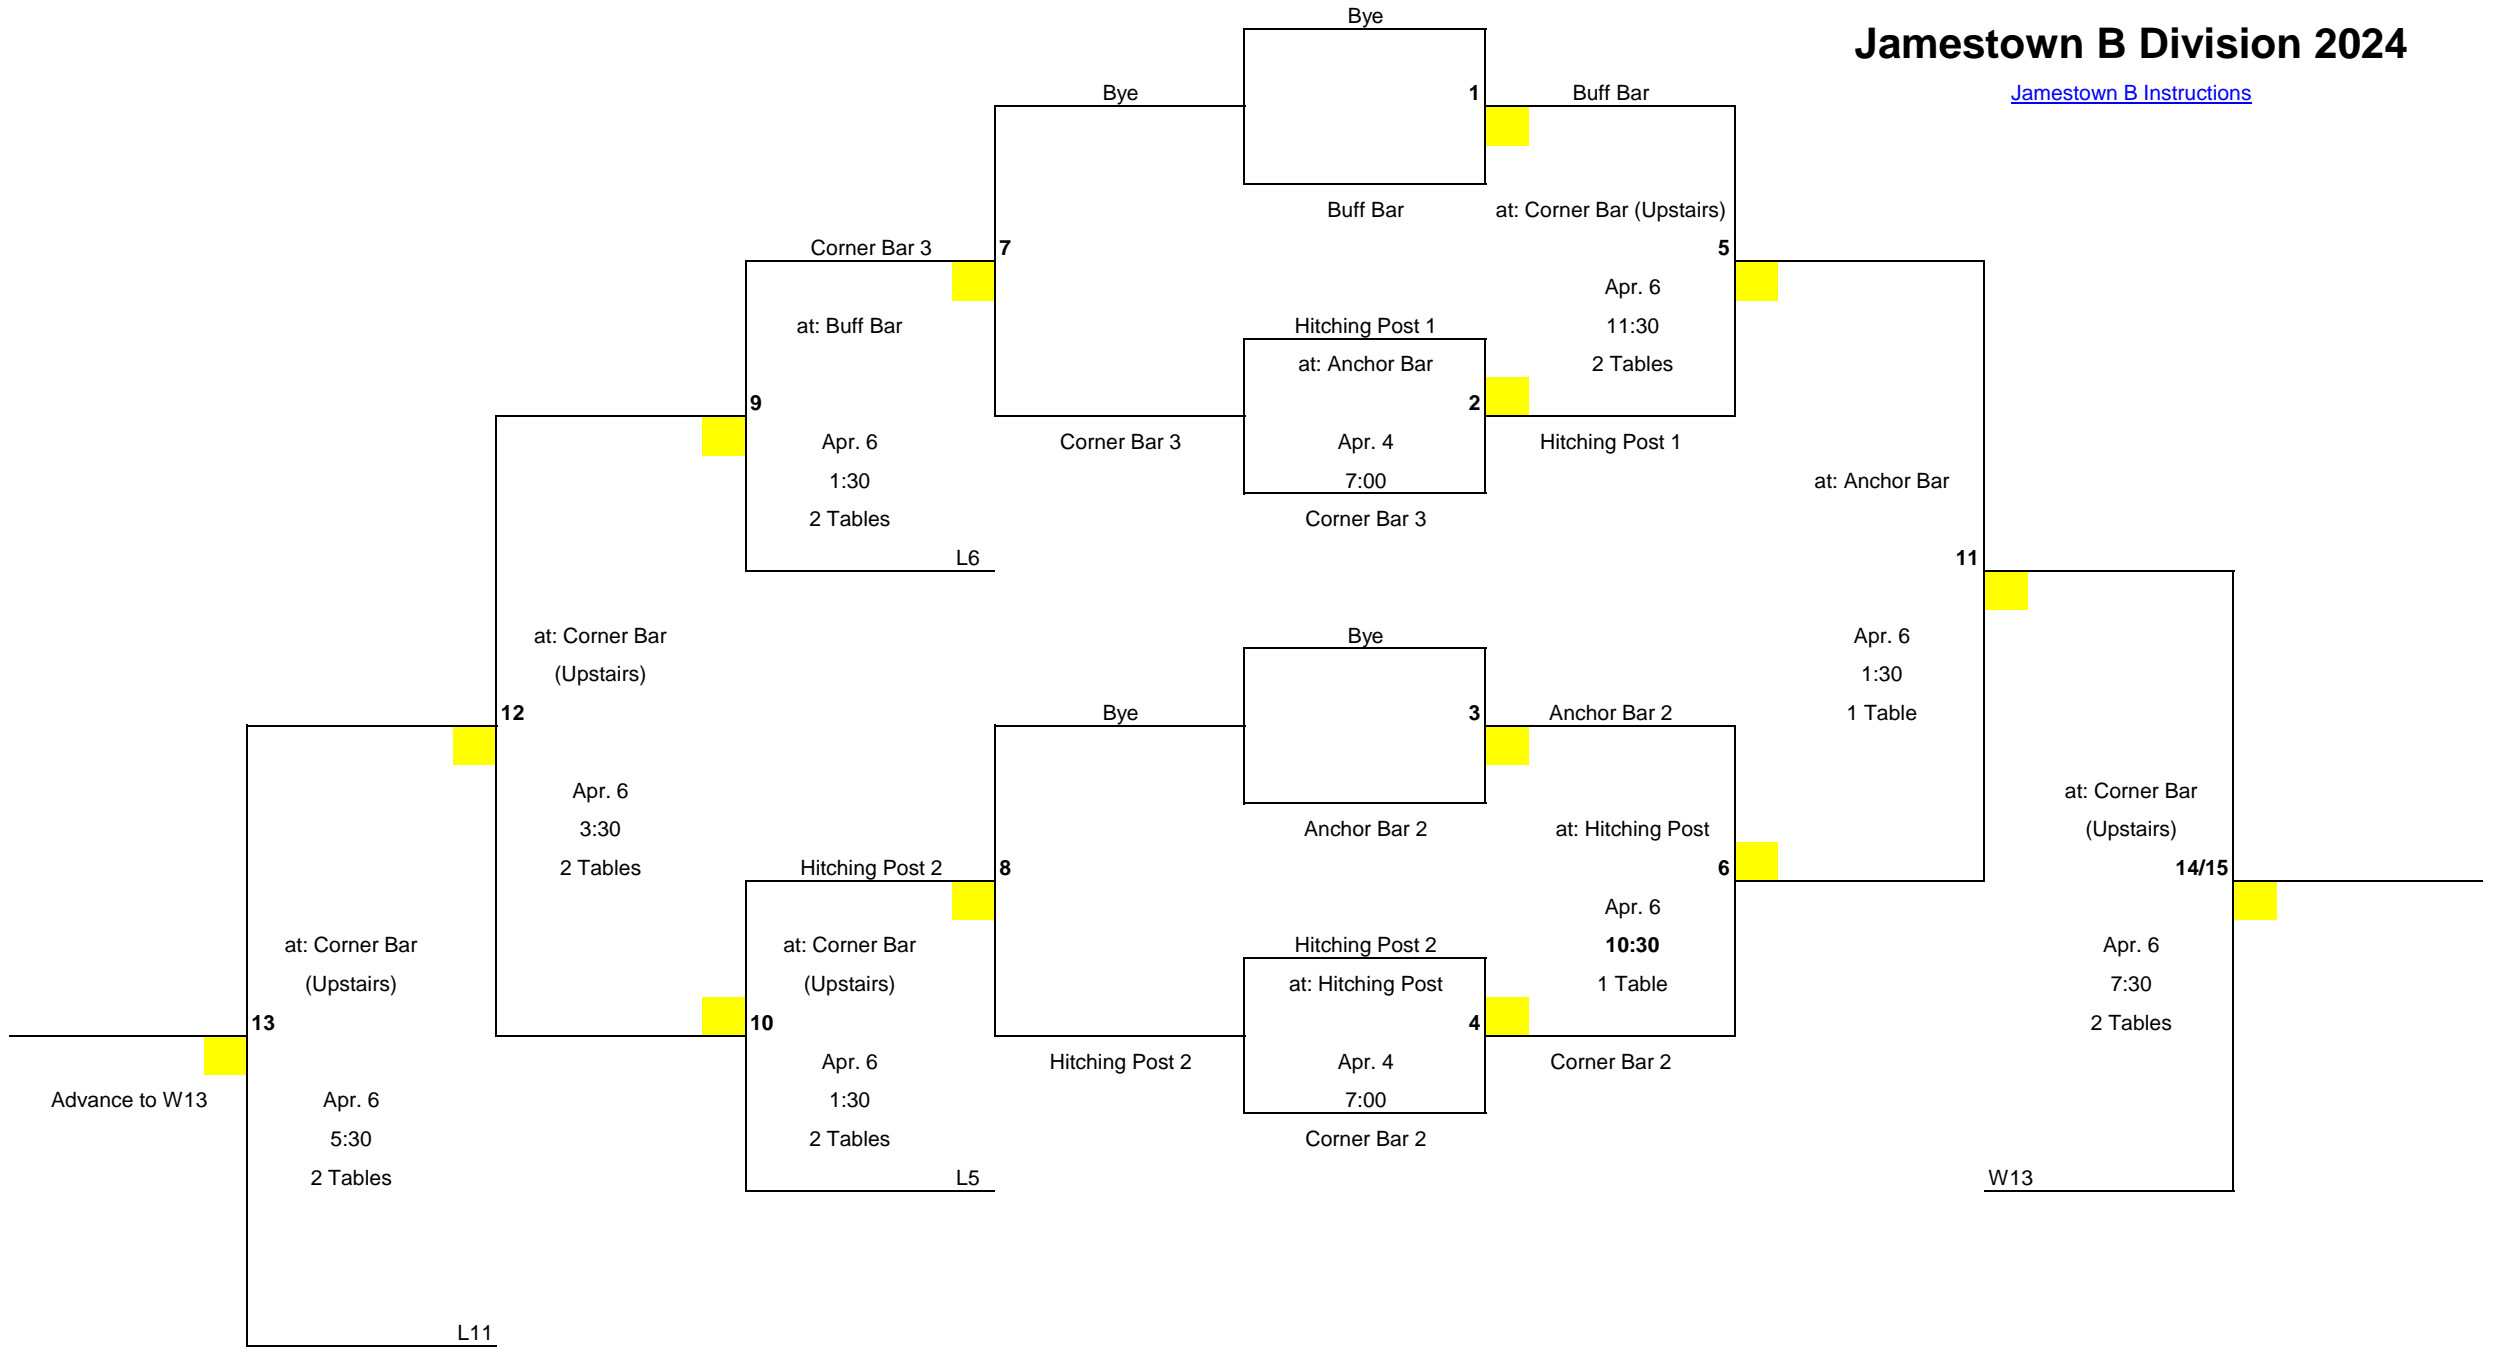 Bye
Jamestown B Division 2024
Bye
1
Buff Bar
Jamestown B Instructions
Buff Bar
at: Corner Bar (Upstairs)
Corner Bar 3
7
5
Apr. 6
at: Buff Bar
Hitching Post 1
11:30
at: Anchor Bar
2 Tables
9
2
Apr. 6
Corner Bar 3
Apr. 4
Hitching Post 1
1:30
7:00
at: Anchor Bar
2 Tables
Corner Bar 3
L6
11
at: Corner Bar
Bye
Apr. 6
(Upstairs)
1:30
12
Bye
3
Anchor Bar 2
1 Table
Apr. 6
at: Corner Bar
3:30
Anchor Bar 2
at: Hitching Post
(Upstairs)
2 Tables
Hitching Post 2
8
6
14/15
Apr. 6
at: Corner Bar
at: Corner Bar
Hitching Post 2
10:30
Apr. 6
(Upstairs)
(Upstairs)
at: Hitching Post
1 Table
7:30
13
10
4
2 Tables
Apr. 6
Hitching Post 2
Apr. 4
Corner Bar 2
Advance to W13
Apr. 6
1:30
7:00
5:30
2 Tables
Corner Bar 2
2 Tables
L5
W13
L11